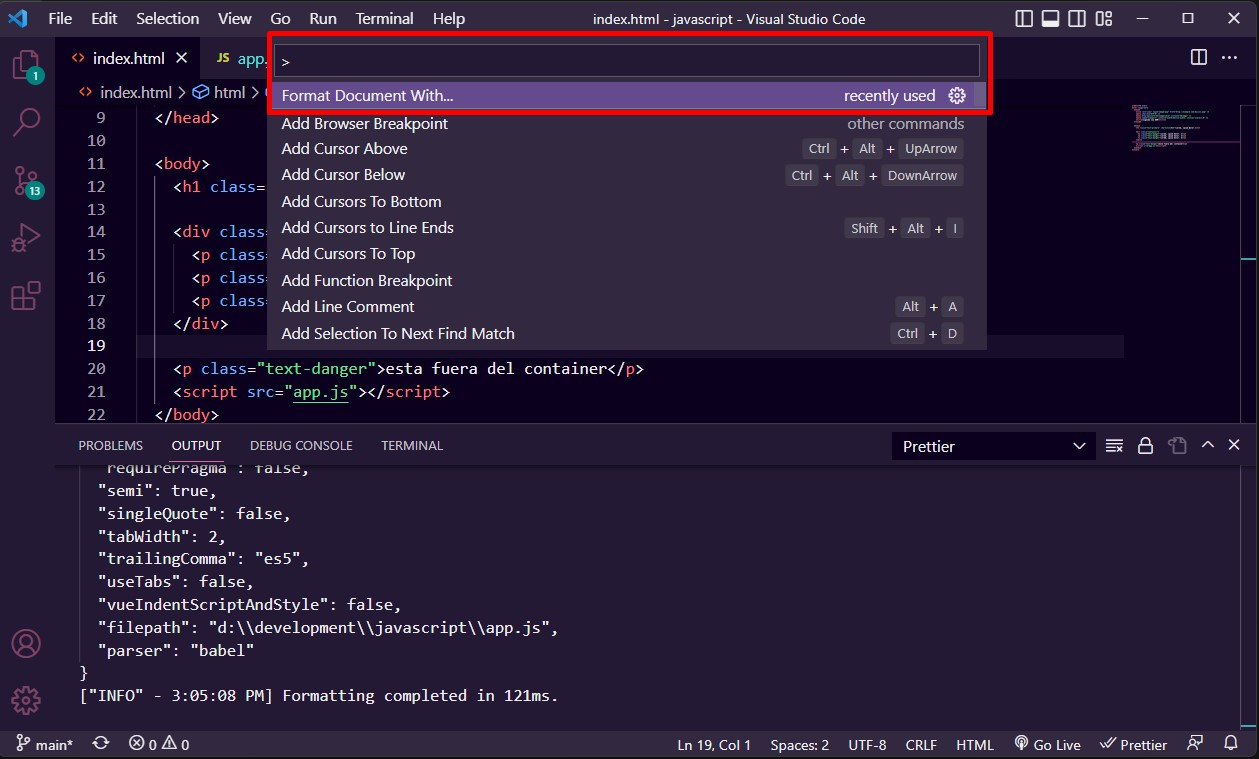 File Edit Selection View Go Run Terminal Help index.html - javascript - Visual Studio Code
index.html JS app.
index.html > html >
>
Format Document With... recently used
Add Browser Breakpoint other commands
Add Cursor Above Ctrl + Alt + UpArrow
Add Cursor Below Ctrl + Alt + DownArrow
Add Cursors To Bottom
Add Cursors to Line Ends Shift + Alt + I
Add Cursors To Top
Add Function Breakpoint
Add Line Comment Alt + A
Add Selection To Next Find Match Ctrl + D
1
13
9 </head>
10
11 <body>
12 <h1 class=
13
14 <div class=
15 <p clas
16 <p clas
17 <p clas
18 </div>
19
20 <p class="text-danger">esta fuera del container</p>
21 <script src="app.js"></script>
22 </body>
PROBLEMS OUTPUT DEBUG CONSOLE TERMINAL Prettier
"requirePragma": false,
"semi": true,
"singleQuote": false,
"tabWidth": 2,
"trailingComma": "es5",
"useTabs": false,
"vueIndentScriptAndStyle": false,
"filepath": "d:\\development\\javascript\\app.js",
"parser": "babel"
}
["INFO" - 3:05:08 PM] Formatting completed in 121ms.
main* 0 0 Ln 19, Col 1 Spaces: 2 UTF-8 CRLF HTML Go Live Prettier